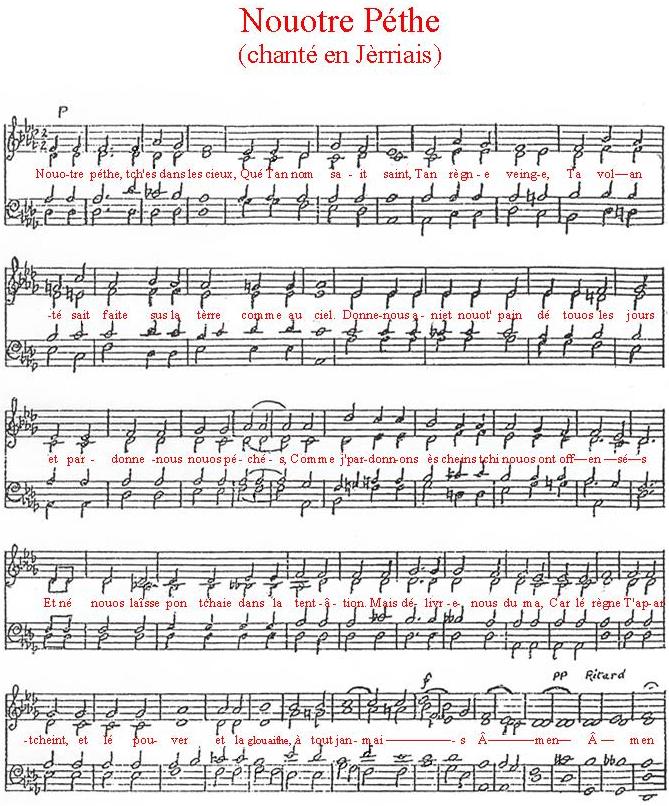 Nouotre Péthe
(chanté en Jèrriais)
P
Nouo-tre péthe, tch'es dans les cieux, Qué Tan nom sa - it saint, Tan règn - e veing-e, Ta vol—an
-té sait faite sus la tèrre comme au ciel. Donne-nous a-niet nouot' pain dé touos les jours
et par - donne -nous nouos pé-ché- s, Comme j'par-donn-ons ès cheins tchi nouos ont off—en —sé—s
Et né nouos laîsse pon tchaie dans la tent-â-tion. Mais dé- livr-e, nous du ma, Car lé règne T'ap-ar
f pp Ritard
-tcheint, et lé pou- ver et la glouaithe, à tout jan- mai——— - s Â——men— Â — men